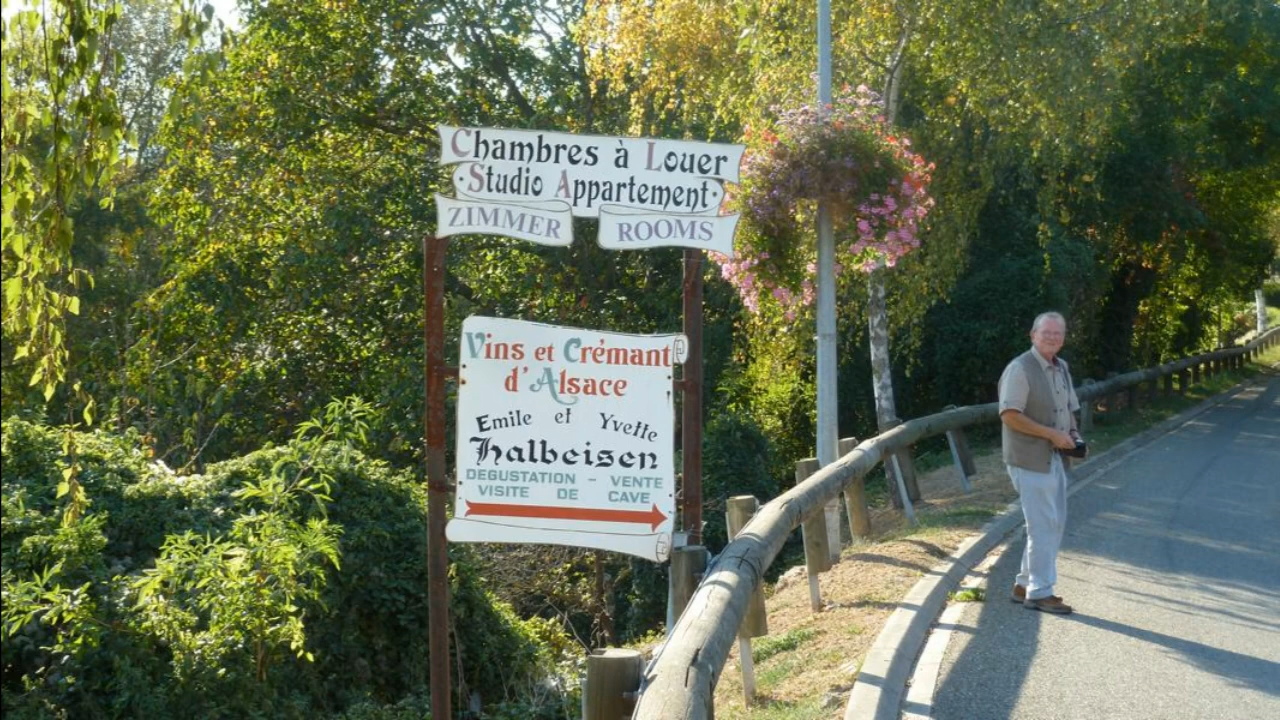 Chambres à Louer
·Studio Appartement·
ZIMMER ROOMS
Vins et Crémant
d'Alsace
Emile et Yvette
Halbeisen
DEGUSTATION - VENTE
VISITE DE CAVE